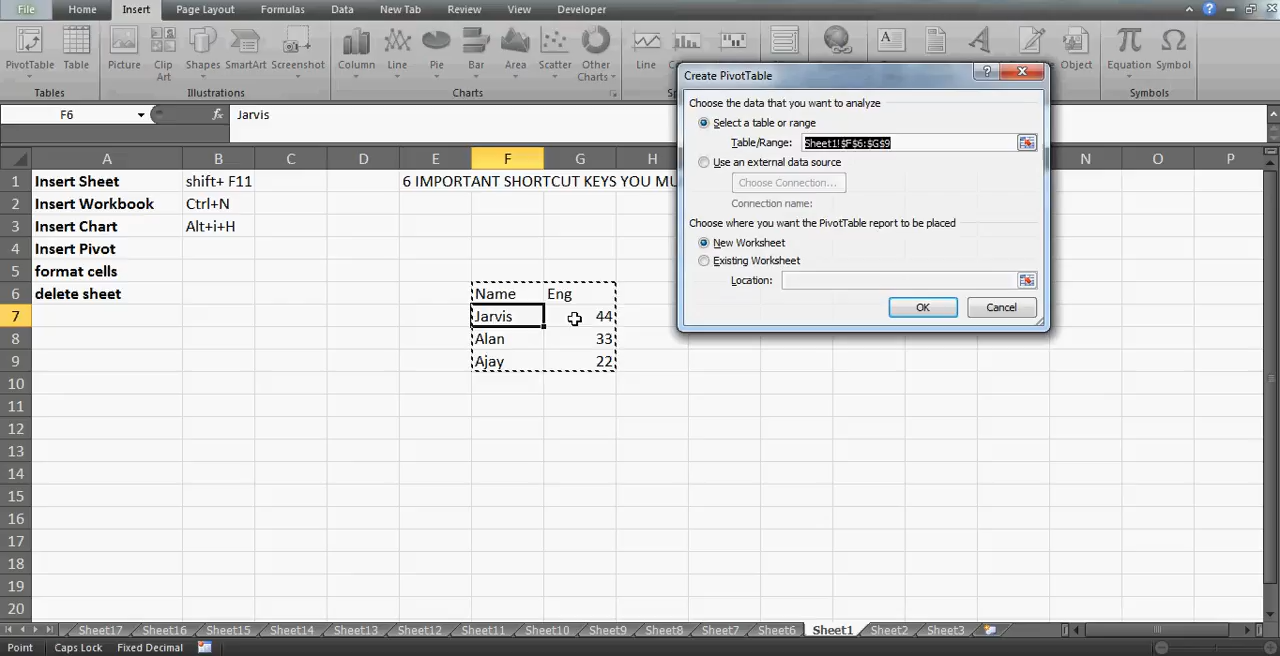 File Home Insert Page Layout Formulas Data New Tab Review View Developer
PivotTable Table Picture Clip Art Shapes SmartArt Screenshot Column Line Pie Bar Area Scatter Other Charts Line Object Equation Symbol
Tables Illustrations Charts Symbols
F6 fx Jarvis
A B C D E F G H N O P
1 Insert Sheet shift+ F11 6 IMPORTANT SHORTCUT KEYS YOU MU
2 Insert Workbook Ctrl+N
3 Insert Chart Alt+i+H
4 Insert Pivot
5 format cells
6 delete sheet Name Eng
7 Jarvis 44
8 Alan 33
9 Ajay 22
10
11
12
13
14
15
16
17
18
19
20
Create PivotTable
Choose the data that you want to analyze
Select a table or range
Table/Range: Sheet1!$F$6:$G$9
Use an external data source
Choose Connection...
Connection name:
Choose where you want the PivotTable report to be placed
New Worksheet
Existing Worksheet
Location:
OK Cancel
Sheet17 Sheet16 Sheet15 Sheet14 Sheet13 Sheet12 Sheet11 Sheet10 Sheet9 Sheet8 Sheet7 Sheet6 Sheet1 Sheet2 Sheet3
Point Caps Lock Fixed Decimal